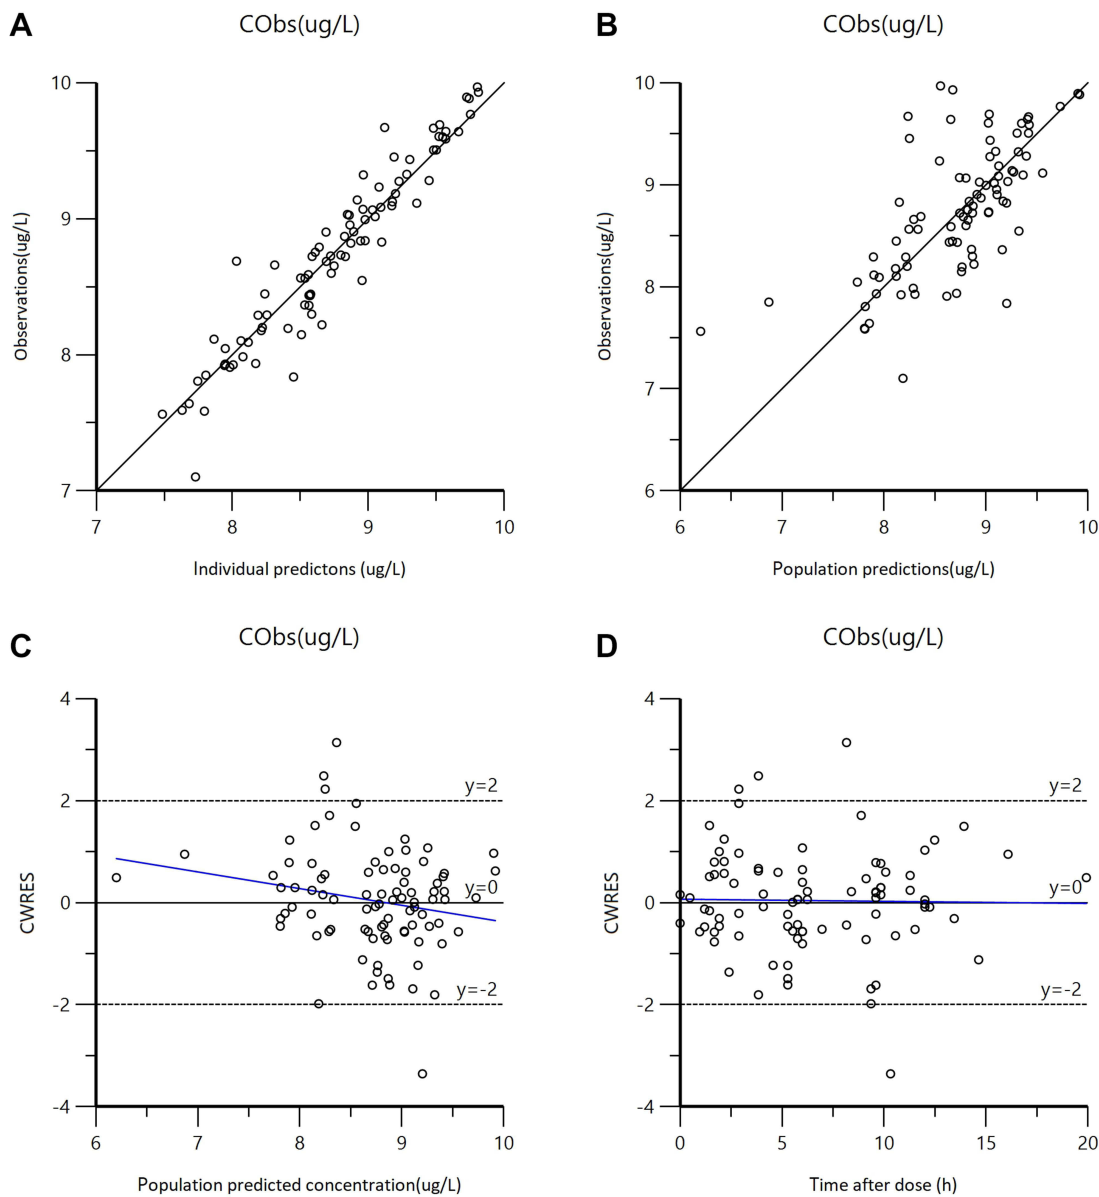 A
CObs(ug/L)
10
9
8
7
Observations(ug/L)
7
8
9
10
Individual predictons (ug/L)
B
CObs(ug/L)
10
9
8
7
6
Observations(ug/L)
6
7
8
9
10
Population predictions(ug/L)
C
CObs(ug/L)
4
2
0
-2
-4
CWRES
y=2
y=0
y=-2
6
7
8
9
10
Population predicted concentration(ug/L)
D
CObs(ug/L)
4
2
0
-2
-4
CWRES
y=2
y=0
y=-2
0
5
10
15
20
Time after dose (h)